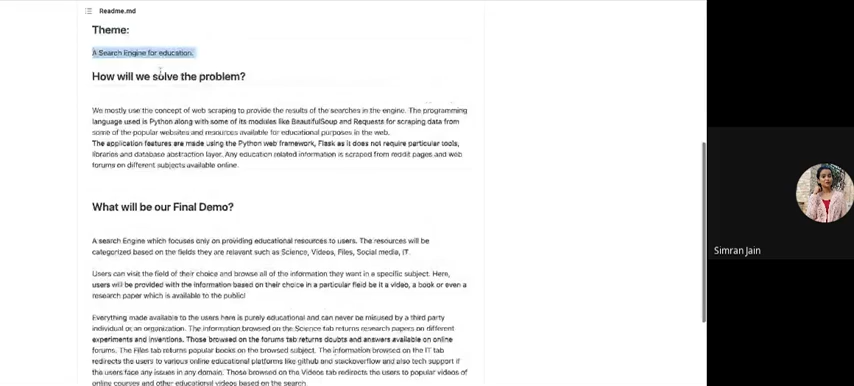 Readme.md
Theme:
A Search Engine for education.
How will we solve the problem?
We mostly use the concept of web scraping to provide the results of the searches in the engine. The programming
language used is Python along with some of its modules like BeautifulSoup and Requests for scraping data from
some of the popular websites and resources available for educational purposes in the web.
The application features are made using the Python web framework, Flask as it does not require particular tools,
libraries and database abstraction layer. Any education related information is scraped from reddit pages and web
forums on different subjects available online.
What will be our Final Demo?
A search Engine which focuses only on providing educational resources to users. The resources will be
categorized based on the fields they are relavent such as Science, Videos, Files, Social media, IT.
Users can visit the field of their choice and browse all of the information they want in a specific subject. Here,
users will be provided with the information based on their choice in a particular field be it a video, a book or even a
research paper which is available to the public!
Everything made available to the users here is purely educational and can never be misused by a third party
individual or an organization. The information browsed on the Science tab returns research papers on different
experiments and inventions. Those browsed on the forums tab returns doubts and answers available on online
forums. The Files tab returns popular books on the browsed subject. The information browsed on the IT tab
redirects the users to various online educational platforms like github and stackoverflow and also tech support if
the users face any issues in any domain. Those browsed on the Videos tab redirects the users to popular videos of
online courses and other educational videos based on the search.
Simran Jain